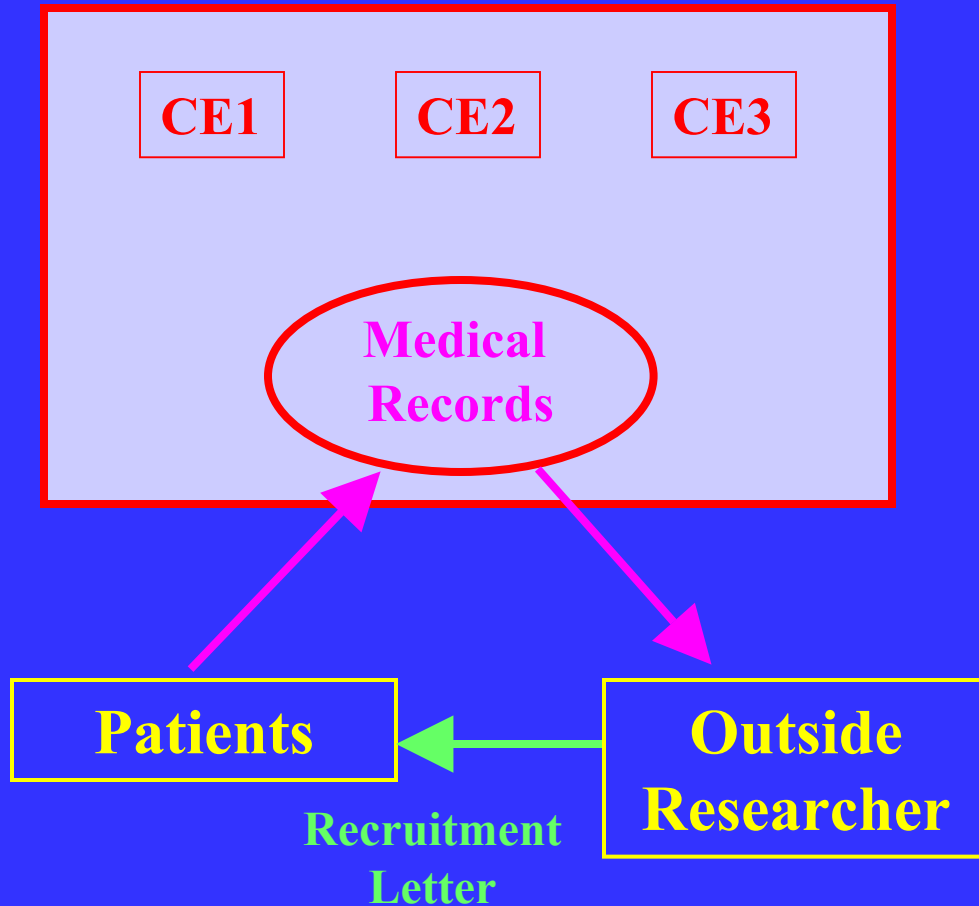 CE1 CE2 CE3
Medical
Records
Patients
Outside
Researcher
Recruitment
Letter